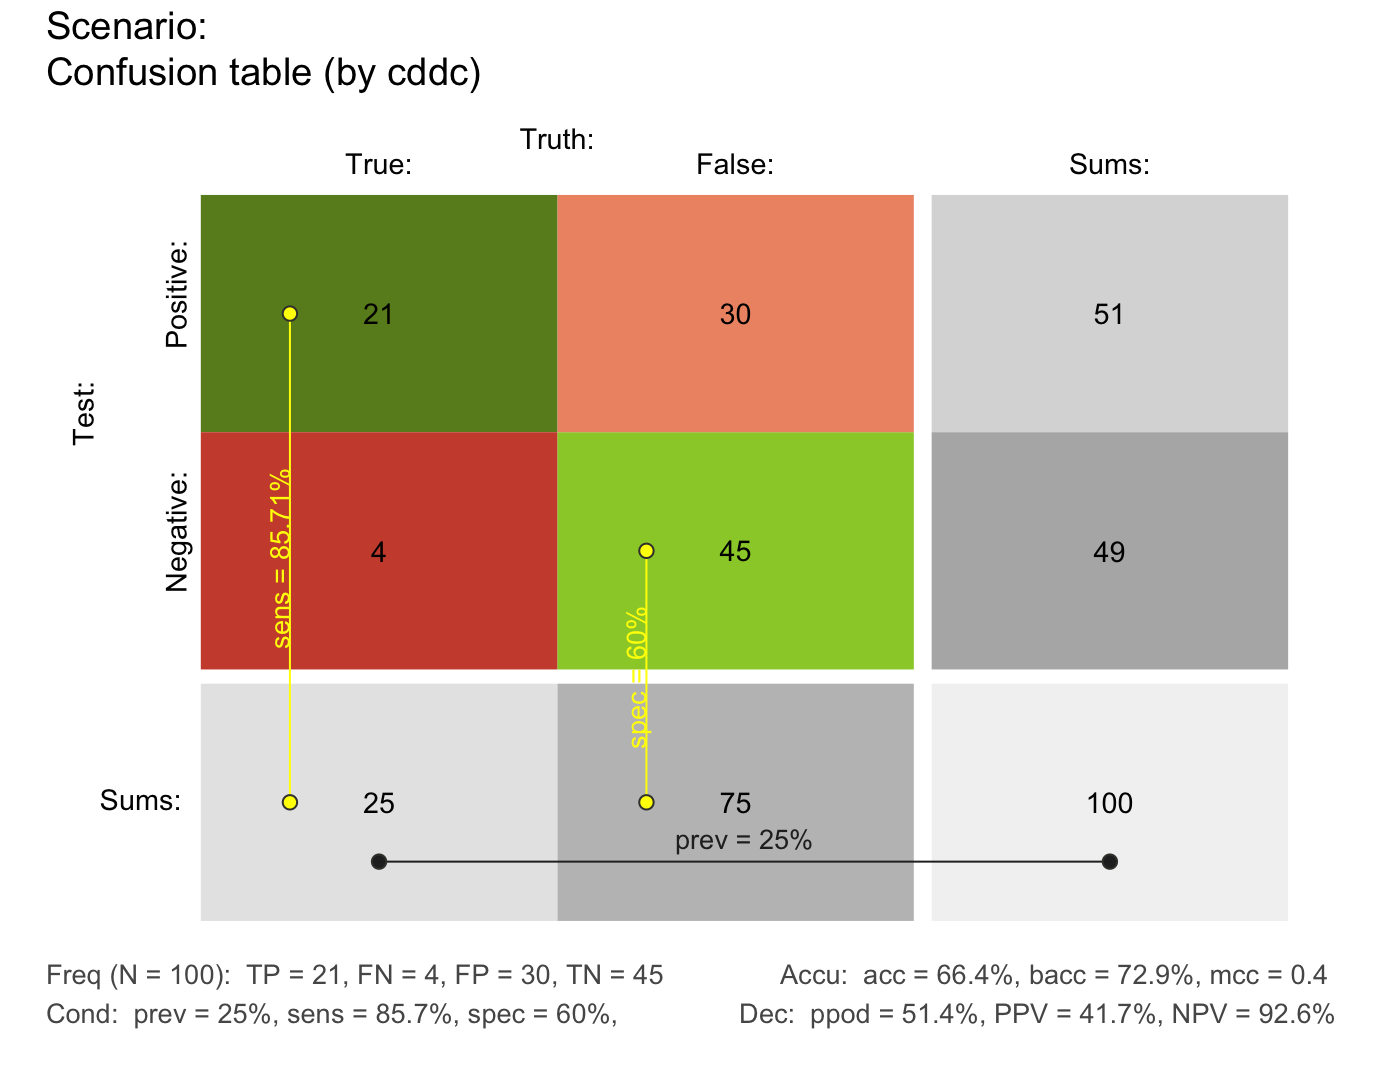 Scenario:
Confusion table (by cddc)
Truth:
True:
False:
Sums:
Test:
Positive:
21
30
51
Negative:
4
45
49
sens = 85.71%
spec = 60%
Sums:
25
75
100
prev = 25%
Freq (N = 100):  TP = 21, FN = 4, FP = 30, TN = 45
Accu:  acc = 66.4%, bacc = 72.9%, mcc = 0.4
Cond:  prev = 25%, sens = 85.7%, spec = 60%,
Dec:  ppod = 51.4%, PPV = 41.7%, NPV = 92.6%